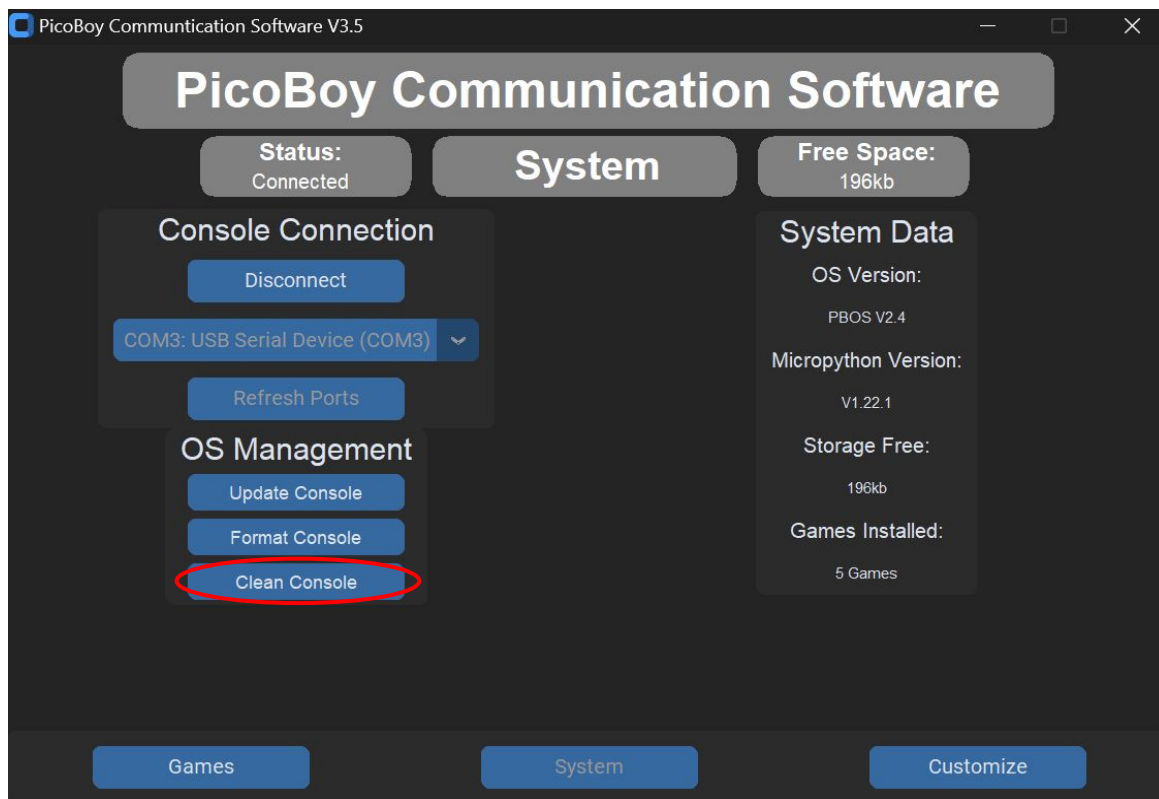 PicoBoy Communtication Software V3.5
PicoBoy Communication Software
Status:
Connected
System
Free Space:
196kb
Console Connection
Disconnect
COM3: USB Serial Device (COM3)
Refresh Ports
OS Management
Update Console
Format Console
Clean Console
System Data
OS Version:
PBOS V2.4
Micropython Version:
V1.22.1
Storage Free:
196kb
Games Installed:
5 Games
Games
System
Customize